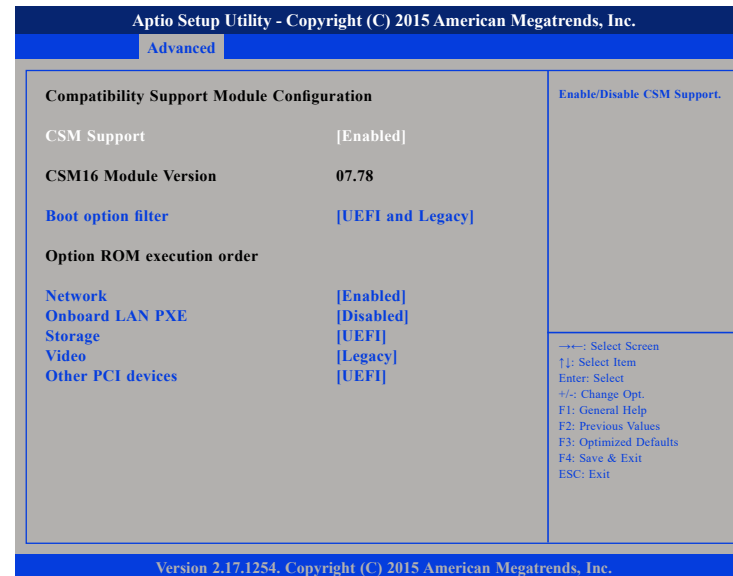 Aptio Setup Utility - Copyright (C) 2015 American Megatrends, Inc.
Advanced
Compatibility Support Module Configuration
CSM Support [Enabled]
CSM16 Module Version 07.78
Boot option filter [UEFI and Legacy]
Option ROM execution order
Network [Enabled]
Onboard LAN PXE [Disabled]
Storage [UEFI]
Video [Legacy]
Other PCI devices [UEFI]
Enable/Disable CSM Support.
→←: Select Screen
↑↓: Select Item
Enter: Select
+/-: Change Opt.
F1: General Help
F2: Previous Values
F3: Optimized Defaults
F4: Save & Exit
ESC: Exit
Version 2.17.1254. Copyright (C) 2015 American Megatrends, Inc.